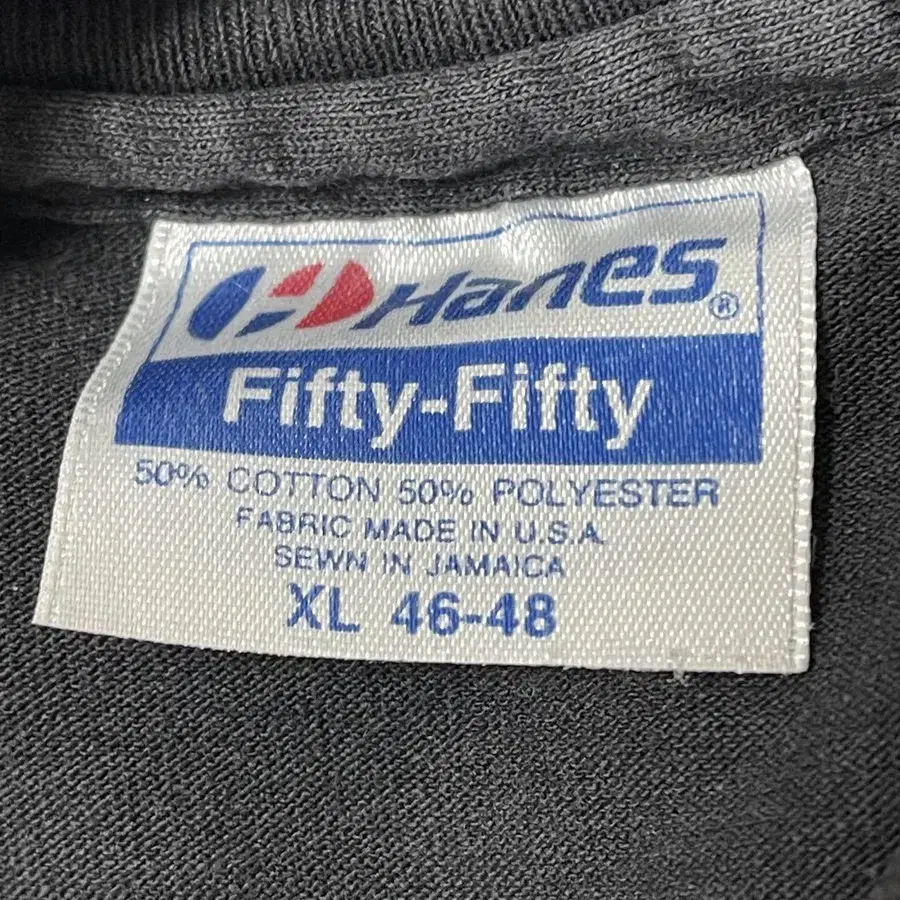 Hanes®
Fifty-Fifty
50% COTTON 50% POLYESTER
FABRIC MADE IN U.S.A.
SEWN IN JAMAICA
XL 46-48